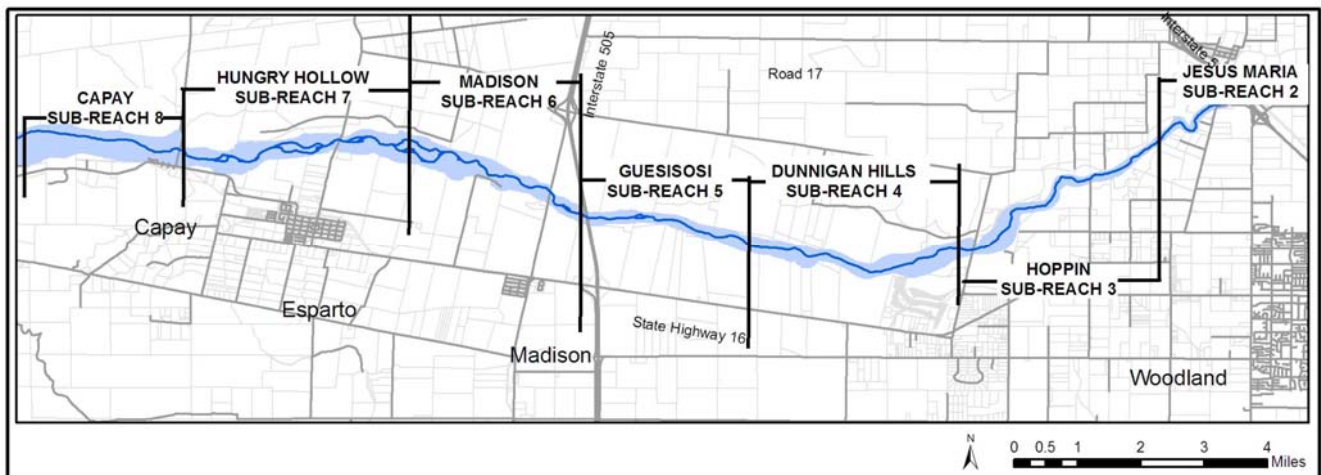 HUNGRY HOLLOW
SUB-REACH 7
MADISON
SUB-REACH 6
Interstate 505
Road 17
Interstate 5
JESUS MARIA
SUB-REACH 2
CAPAY
SUB-REACH 8
GUESISOSI
SUB-REACH 5
DUNNIGAN HILLS
SUB-REACH 4
Capay
HOPPIN
SUB-REACH 3
Esparto
State Highway 16
Madison
Woodland
N
0 0.5 1 2 3 4
Miles